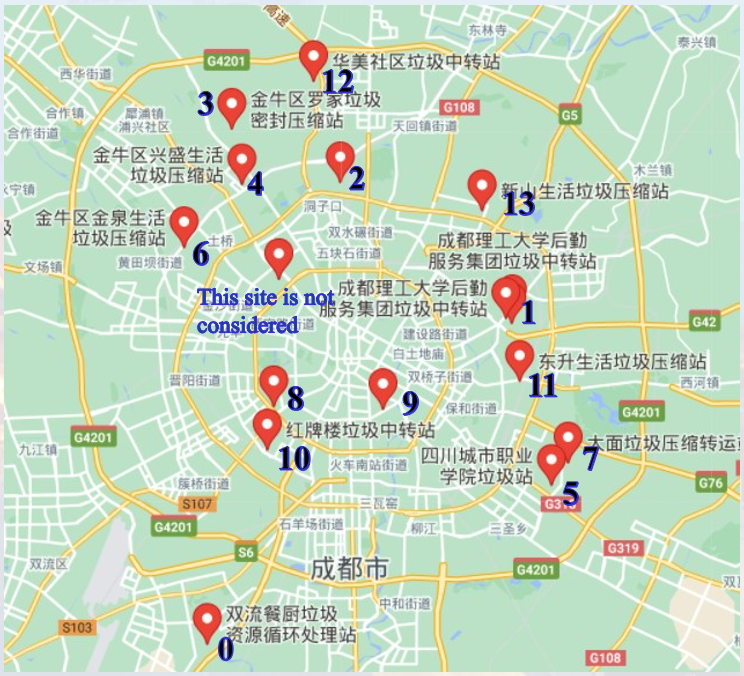 高速
东林寺
泰兴镇
G4201
华美社区垃圾中转站
西华街道
12
3
金牛区罗家垃圾
密封压缩站
合作镇
犀浦镇
浦兴社区
合作街道
G108
G5
天回镇街道
金牛区兴盛生活
垃圾压缩站
4
2
木兰镇
新山生活垃圾压缩站
13
永宁镇
洞子口
金牛区金泉生活
垃圾压缩站
土桥
6
双水碾街道
五块石街道
成都理工大学后勤
服务集团垃圾中转站
黄田坝街道
文场镇
成都理工大学后勤
服务集团垃圾中转站
1
This site is not
considered
G42
建设路街道
白土地庙
东升生活垃圾压缩站
晋阳街道
双桥子街道
11
西河镇
8
9
保和街道
G4201
G4201
红牌楼垃圾中转站
九江镇
10
火车南站街道
四川城市职业
学院垃圾站
大面垃圾压缩转运站
7
5
簇桥街道
S107
G76
G318
三瓦窑
G4201
石羊场街道
柳江
三圣乡
S6
G319
双流区
成都市
G4201
中和街道
双流餐厨垃圾
资源循环处理站
0
S103
G108